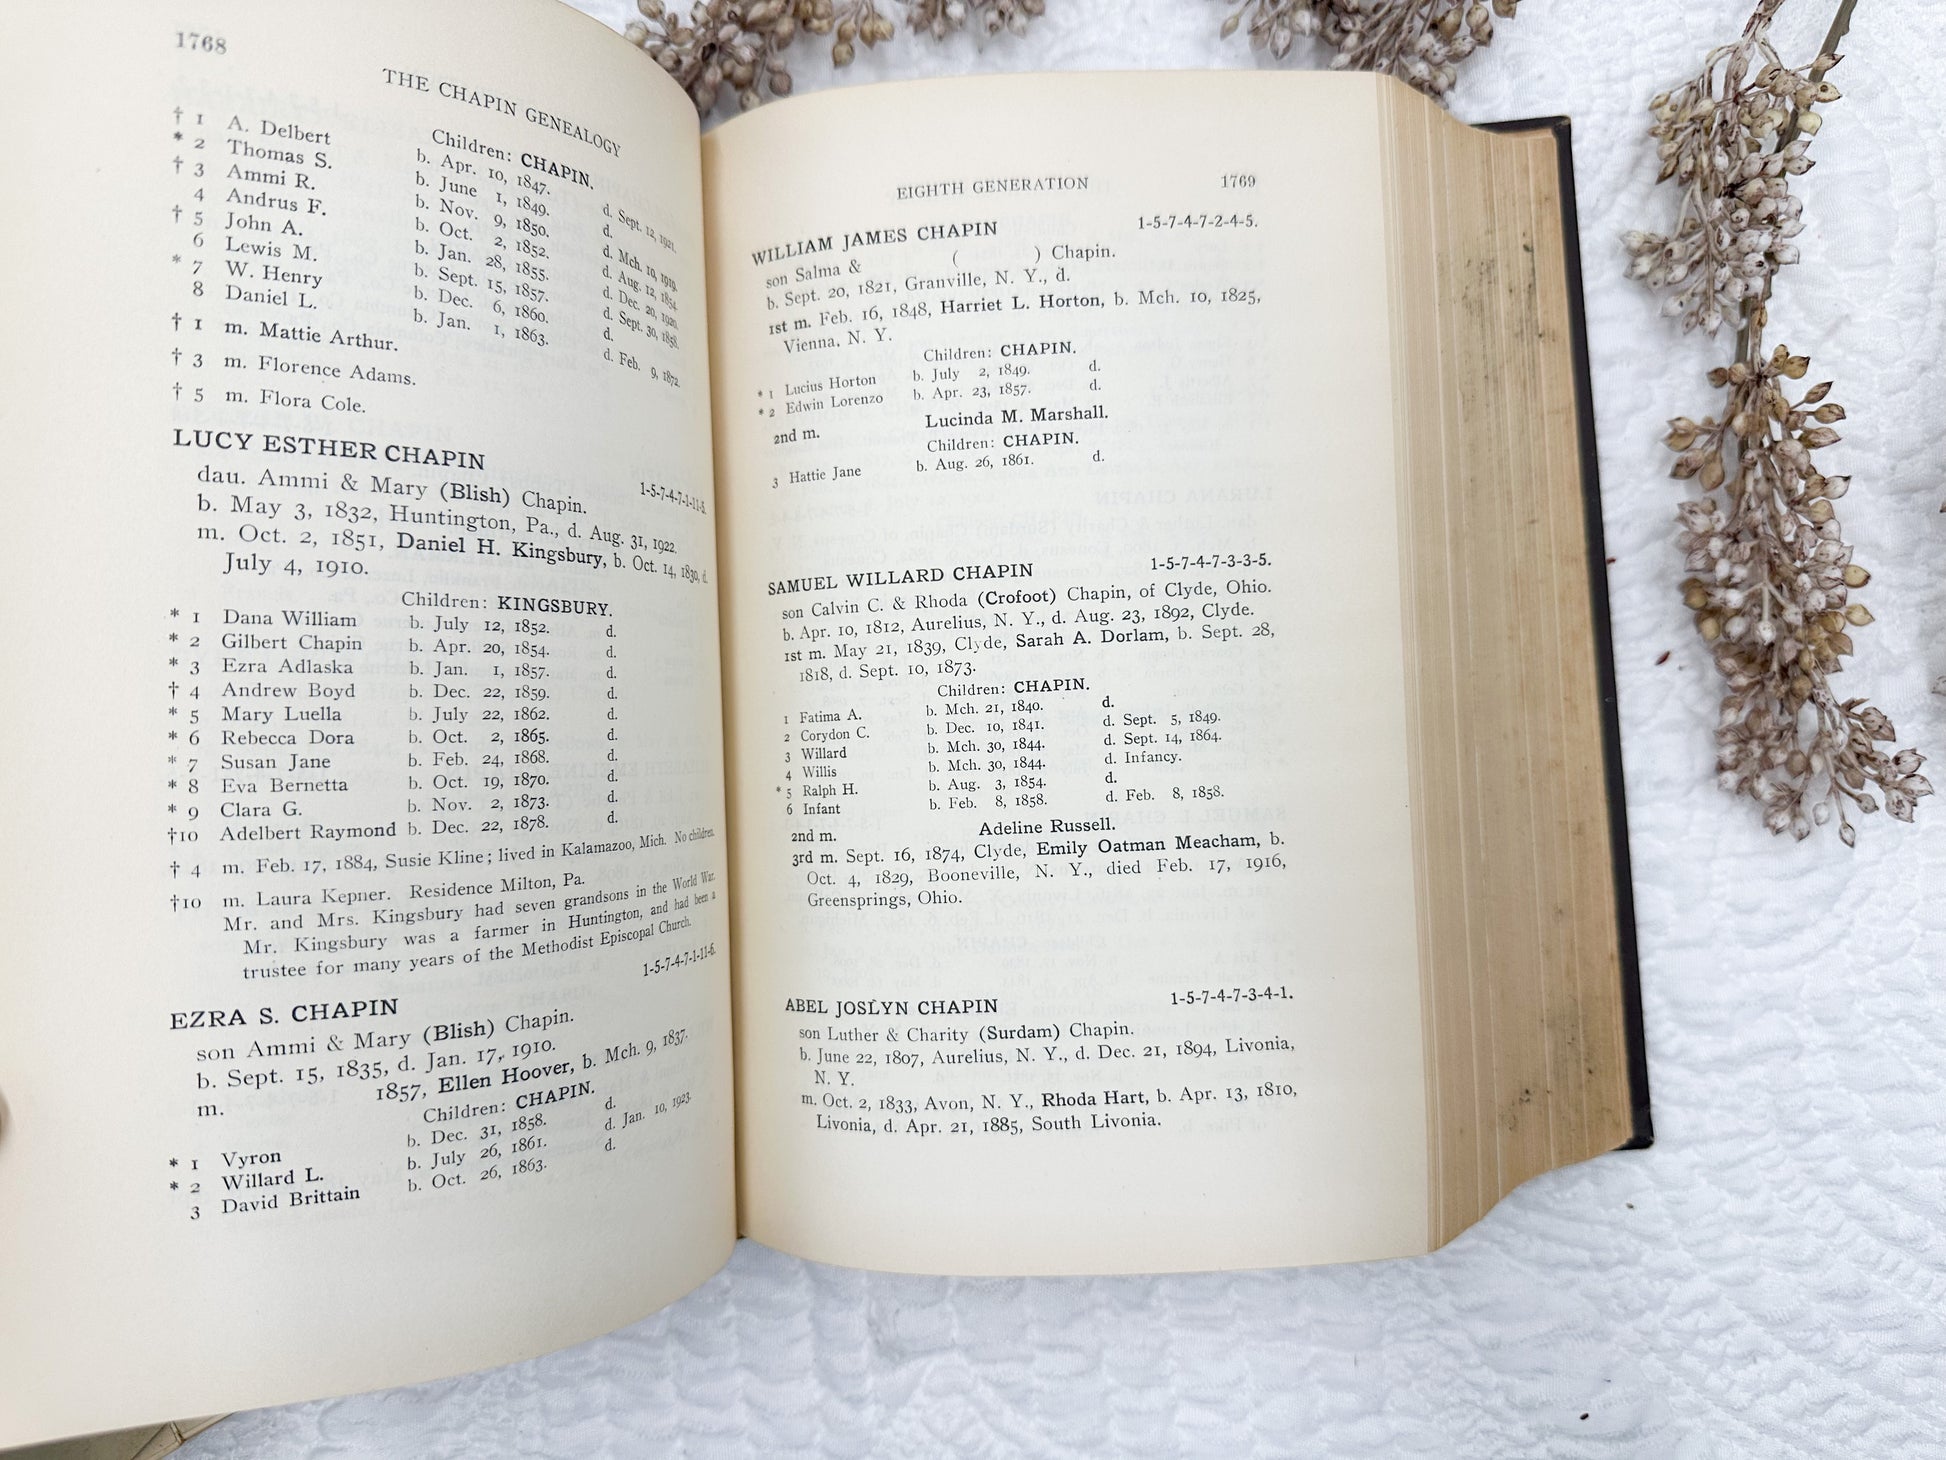 1768
THE CHAPIN GENEALOGY
Children: CHAPIN.
† 1 A. Delbert b. Apr. 10, 1847. d. Sept. 12, 1921.
* 2 Thomas S. b. June 1, 1849. d.
† 3 Ammi R. b. Nov. 9, 1850. d. Mch. 10, 1919.
4 Andrus F. b. Oct. 2, 1852. d. Aug. 12, 1854.
† 5 John A. b. Jan. 28, 1855. d. Dec. 20, 1920.
6 Lewis M. b. Sept. 15, 1857. d. Sept. 30, 1858.
* 7 W. Henry b. Dec. 6, 1860. d.
8 Daniel L. b. Jan. 1, 1863. d. Feb. 9, 1872.
† 1 m. Mattie Arthur.
† 3 m. Florence Adams.
† 5 m. Flora Cole.
LUCY ESTHER CHAPIN 1-5-7-4-7-1-11-5.
dau. Ammi & Mary (Blish) Chapin.
b. May 3, 1832, Huntington, Pa., d. Aug. 31, 1922.
m. Oct. 2, 1851, Daniel H. Kingsbury, b. Oct. 14, 1830, d.
July 4, 1910.
Children: KINGSBURY.
* 1 Dana William b. July 12, 1852. d.
* 2 Gilbert Chapin b. Apr. 20, 1854. d.
* 3 Ezra Adlaska b. Jan. 1, 1857. d.
† 4 Andrew Boyd b. Dec. 22, 1859. d.
* 5 Mary Luella b. July 22, 1862. d.
* 6 Rebecca Dora b. Oct. 2, 1865. d.
* 7 Susan Jane b. Feb. 24, 1868. d.
* 8 Eva Bernetta b. Oct. 19, 1870. d.
* 9 Clara G. b. Nov. 2, 1873. d.
†10 Adelbert Raymond b. Dec. 22, 1878. d.
† 4 m. Feb. 17, 1884, Susie Kline; lived in Kalamazoo, Mich. No children.
†10 m. Laura Kepner. Residence Milton, Pa.
Mr. and Mrs. Kingsbury had seven grandsons in the World War.
Mr. Kingsbury was a farmer in Huntington, and had been a
trustee for many years of the Methodist Episcopal Church.
EZRA S. CHAPIN 1-5-7-4-7-1-11-6.
son Ammi & Mary (Blish) Chapin.
b. Sept. 15, 1835, d. Jan. 17, 1910.
m. 1857, Ellen Hoover, b. Mch. 9, 1837.
Children: CHAPIN.
* 1 Vyron b. Dec. 31, 1858. d.
* 2 Willard L. b. July 26, 1861. d. Jan. 10, 1923.
3 David Brittain b. Oct. 26, 1863. d.
EIGHTH GENERATION 1769
WILLIAM JAMES CHAPIN 1-5-7-4-7-2-4-5.
son Salma & ( ) Chapin.
b. Sept. 20, 1821, Granville, N. Y., d.
1st m. Feb. 16, 1848, Harriet L. Horton, b. Mch. 10, 1825,
Vienna, N. Y.
Children: CHAPIN.
* 1 Lucius Horton b. July 2, 1849. d.
* 2 Edwin Lorenzo b. Apr. 23, 1857. d.
2nd m. Lucinda M. Marshall.
Children: CHAPIN.
3 Hattie Jane b. Aug. 26, 1861. d.
SAMUEL WILLARD CHAPIN 1-5-7-4-7-3-3-5.
son Calvin C. & Rhoda (Crofoot) Chapin, of Clyde, Ohio.
b. Apr. 10, 1812, Aurelius, N. Y., d. Aug. 23, 1892, Clyde.
1st m. May 21, 1839, Clyde, Sarah A. Dorlam, b. Sept. 28,
1818, d. Sept. 10, 1873.
Children: CHAPIN.
1 Fatima A. b. Mch. 21, 1840. d.
2 Corydon C. b. Dec. 10, 1841. d. Sept. 5, 1849.
3 Willard b. Mch. 30, 1844. d. Sept. 14, 1864.
4 Willis b. Mch. 30, 1844. d. Infancy.
* 5 Ralph H. b. Aug. 3, 1854. d.
6 Infant b. Feb. 8, 1858. d. Feb. 8, 1858.
2nd m. Adeline Russell.
3rd m. Sept. 16, 1874, Clyde, Emily Oatman Meacham, b.
Oct. 4, 1829, Booneville, N. Y., died Feb. 17, 1916,
Greensprings, Ohio.
ABEL JOSLYN CHAPIN 1-5-7-4-7-3-4-1.
son Luther & Charity (Surdam) Chapin.
b. June 22, 1807, Aurelius, N. Y., d. Dec. 21, 1894, Livonia,
N. Y.
m. Oct. 2, 1833, Avon, N. Y., Rhoda Hart, b. Apr. 13, 1810,
Livonia, d. Apr. 21, 1885, South Livonia.